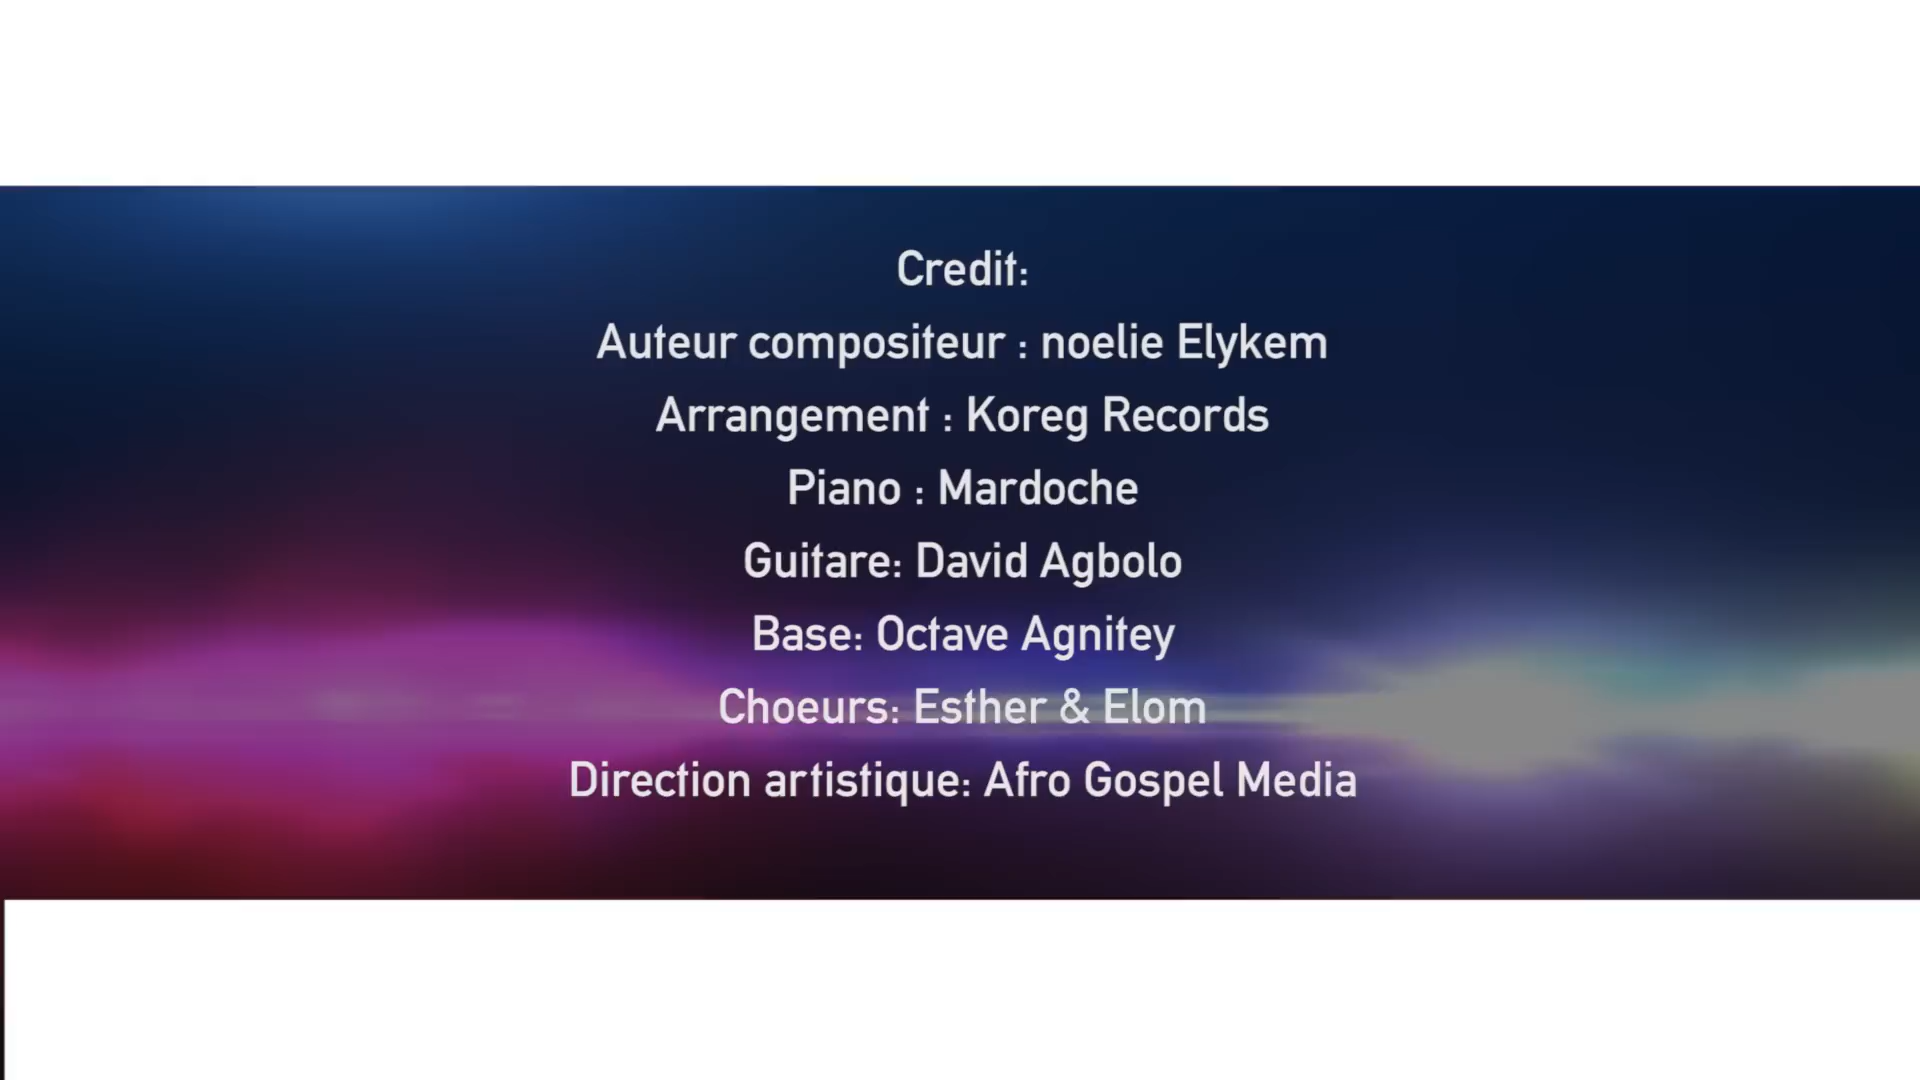 Credit:
Auteur compositeur : noelie Elykem
Arrangement : Koreg Records
Piano : Mardoche
Guitare: David Agbolo
Base: Octave Agnitey
Choeurs: Esther & Elom
Direction artistique: Afro Gospel Media